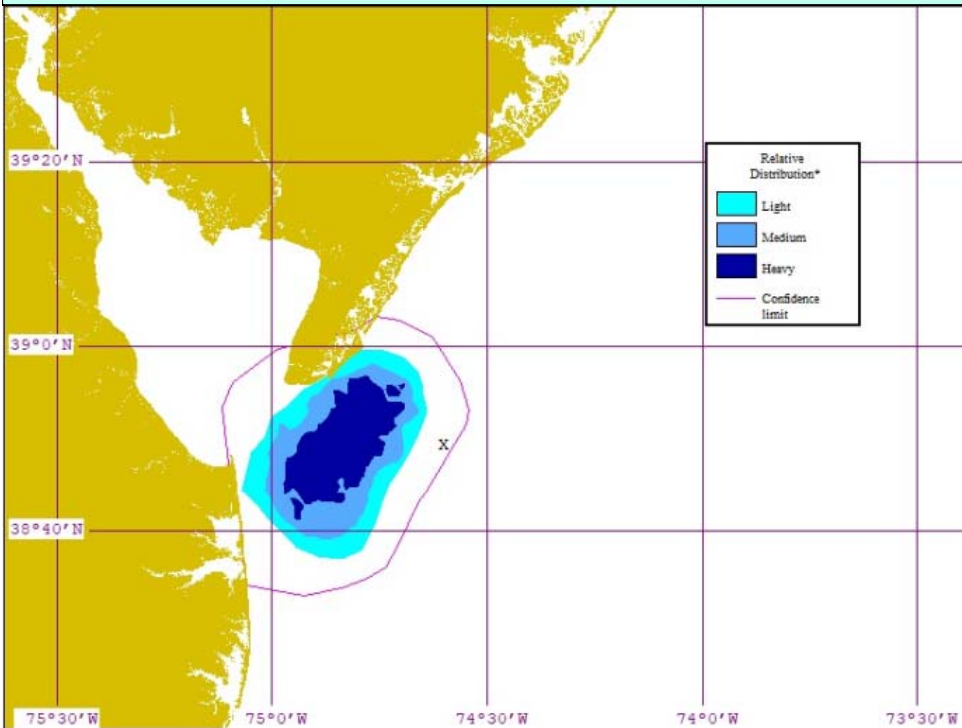 39°20'N
Relative
Distribution*
Light
Medium
Heavy
Confidence
limit
39°0'N
X
38°40'N
75°30'W 75°0'W 74°30'W 74°0'W 73°30'W